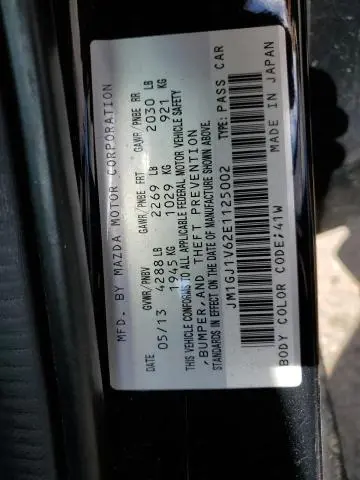 MFD. BY MAZDA MOTOR CORPORATION
DATE GVWR/PNBV GAWR/PNBE FRT GAWR/PNBE RR
05/13 4288 LB 2269 LB 2030 LB
1945 KG 1029 KG 921 KG
THIS VEHICLE CONFORMS TO ALL APPLICABLE FEDERAL MOTOR VEHICLE SAFETY
,BUMPER,AND THEFT PREVENTION
STANDARDS IN EFFECT ON THE DATE OF MANUFACTURE SHOWN ABOVE.
JM1GJ1V62E1125002 TYPE:PASS CAR
BODY COLOR CODE;41W MADE IN JAPAN